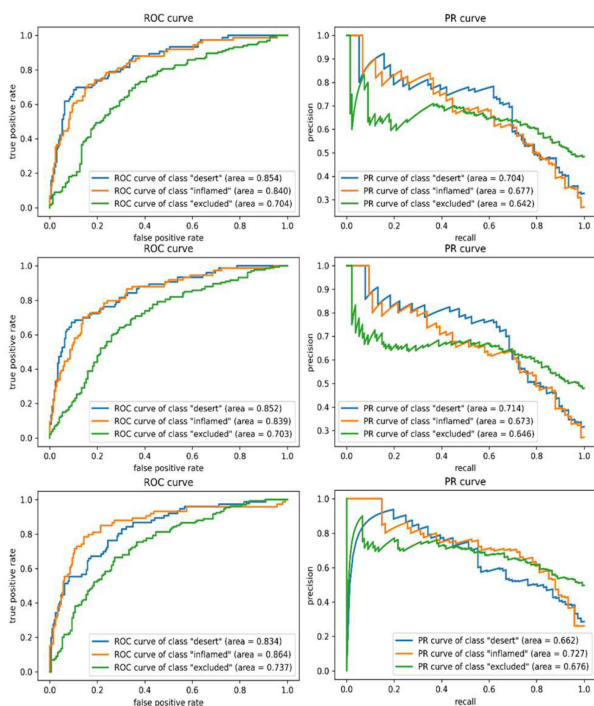 ROC curve
true positive rate
1.0
0.8
0.6
0.4
0.2
0.0
ROC curve of class "desert" (area = 0.854)
ROC curve of class "inflamed" (area = 0.840)
ROC curve of class "excluded" (area = 0.704)
0.0 0.2 0.4 0.6 0.8 1.0
false positive rate
PR curve
precision
1.0
0.9
0.8
0.7
0.6
0.5
0.4
0.3
PR curve of class "desert" (area = 0.704)
PR curve of class "inflamed" (area = 0.677)
PR curve of class "excluded" (area = 0.642)
0.0 0.2 0.4 0.6 0.8 1.0
recall
ROC curve
true positive rate
1.0
0.8
0.6
0.4
0.2
0.0
ROC curve of class "desert" (area = 0.852)
ROC curve of class "inflamed" (area = 0.839)
ROC curve of class "excluded" (area = 0.703)
0.0 0.2 0.4 0.6 0.8 1.0
false positive rate
PR curve
precision
1.0
0.9
0.8
0.7
0.6
0.5
0.4
0.3
PR curve of class "desert" (area = 0.714)
PR curve of class "inflamed" (area = 0.673)
PR curve of class "excluded" (area = 0.646)
0.0 0.2 0.4 0.6 0.8 1.0
recall
ROC curve
true positive rate
1.0
0.8
0.6
0.4
0.2
0.0
ROC curve of class "desert" (area = 0.834)
ROC curve of class "inflamed" (area = 0.864)
ROC curve of class "excluded" (area = 0.737)
0.0 0.2 0.4 0.6 0.8 1.0
false positive rate
PR curve
precision
1.0
0.8
0.6
0.4
0.2
0.0
PR curve of class "desert" (area = 0.662)
PR curve of class "inflamed" (area = 0.727)
PR curve of class "excluded" (area = 0.676)
0.0 0.2 0.4 0.6 0.8 1.0
recall